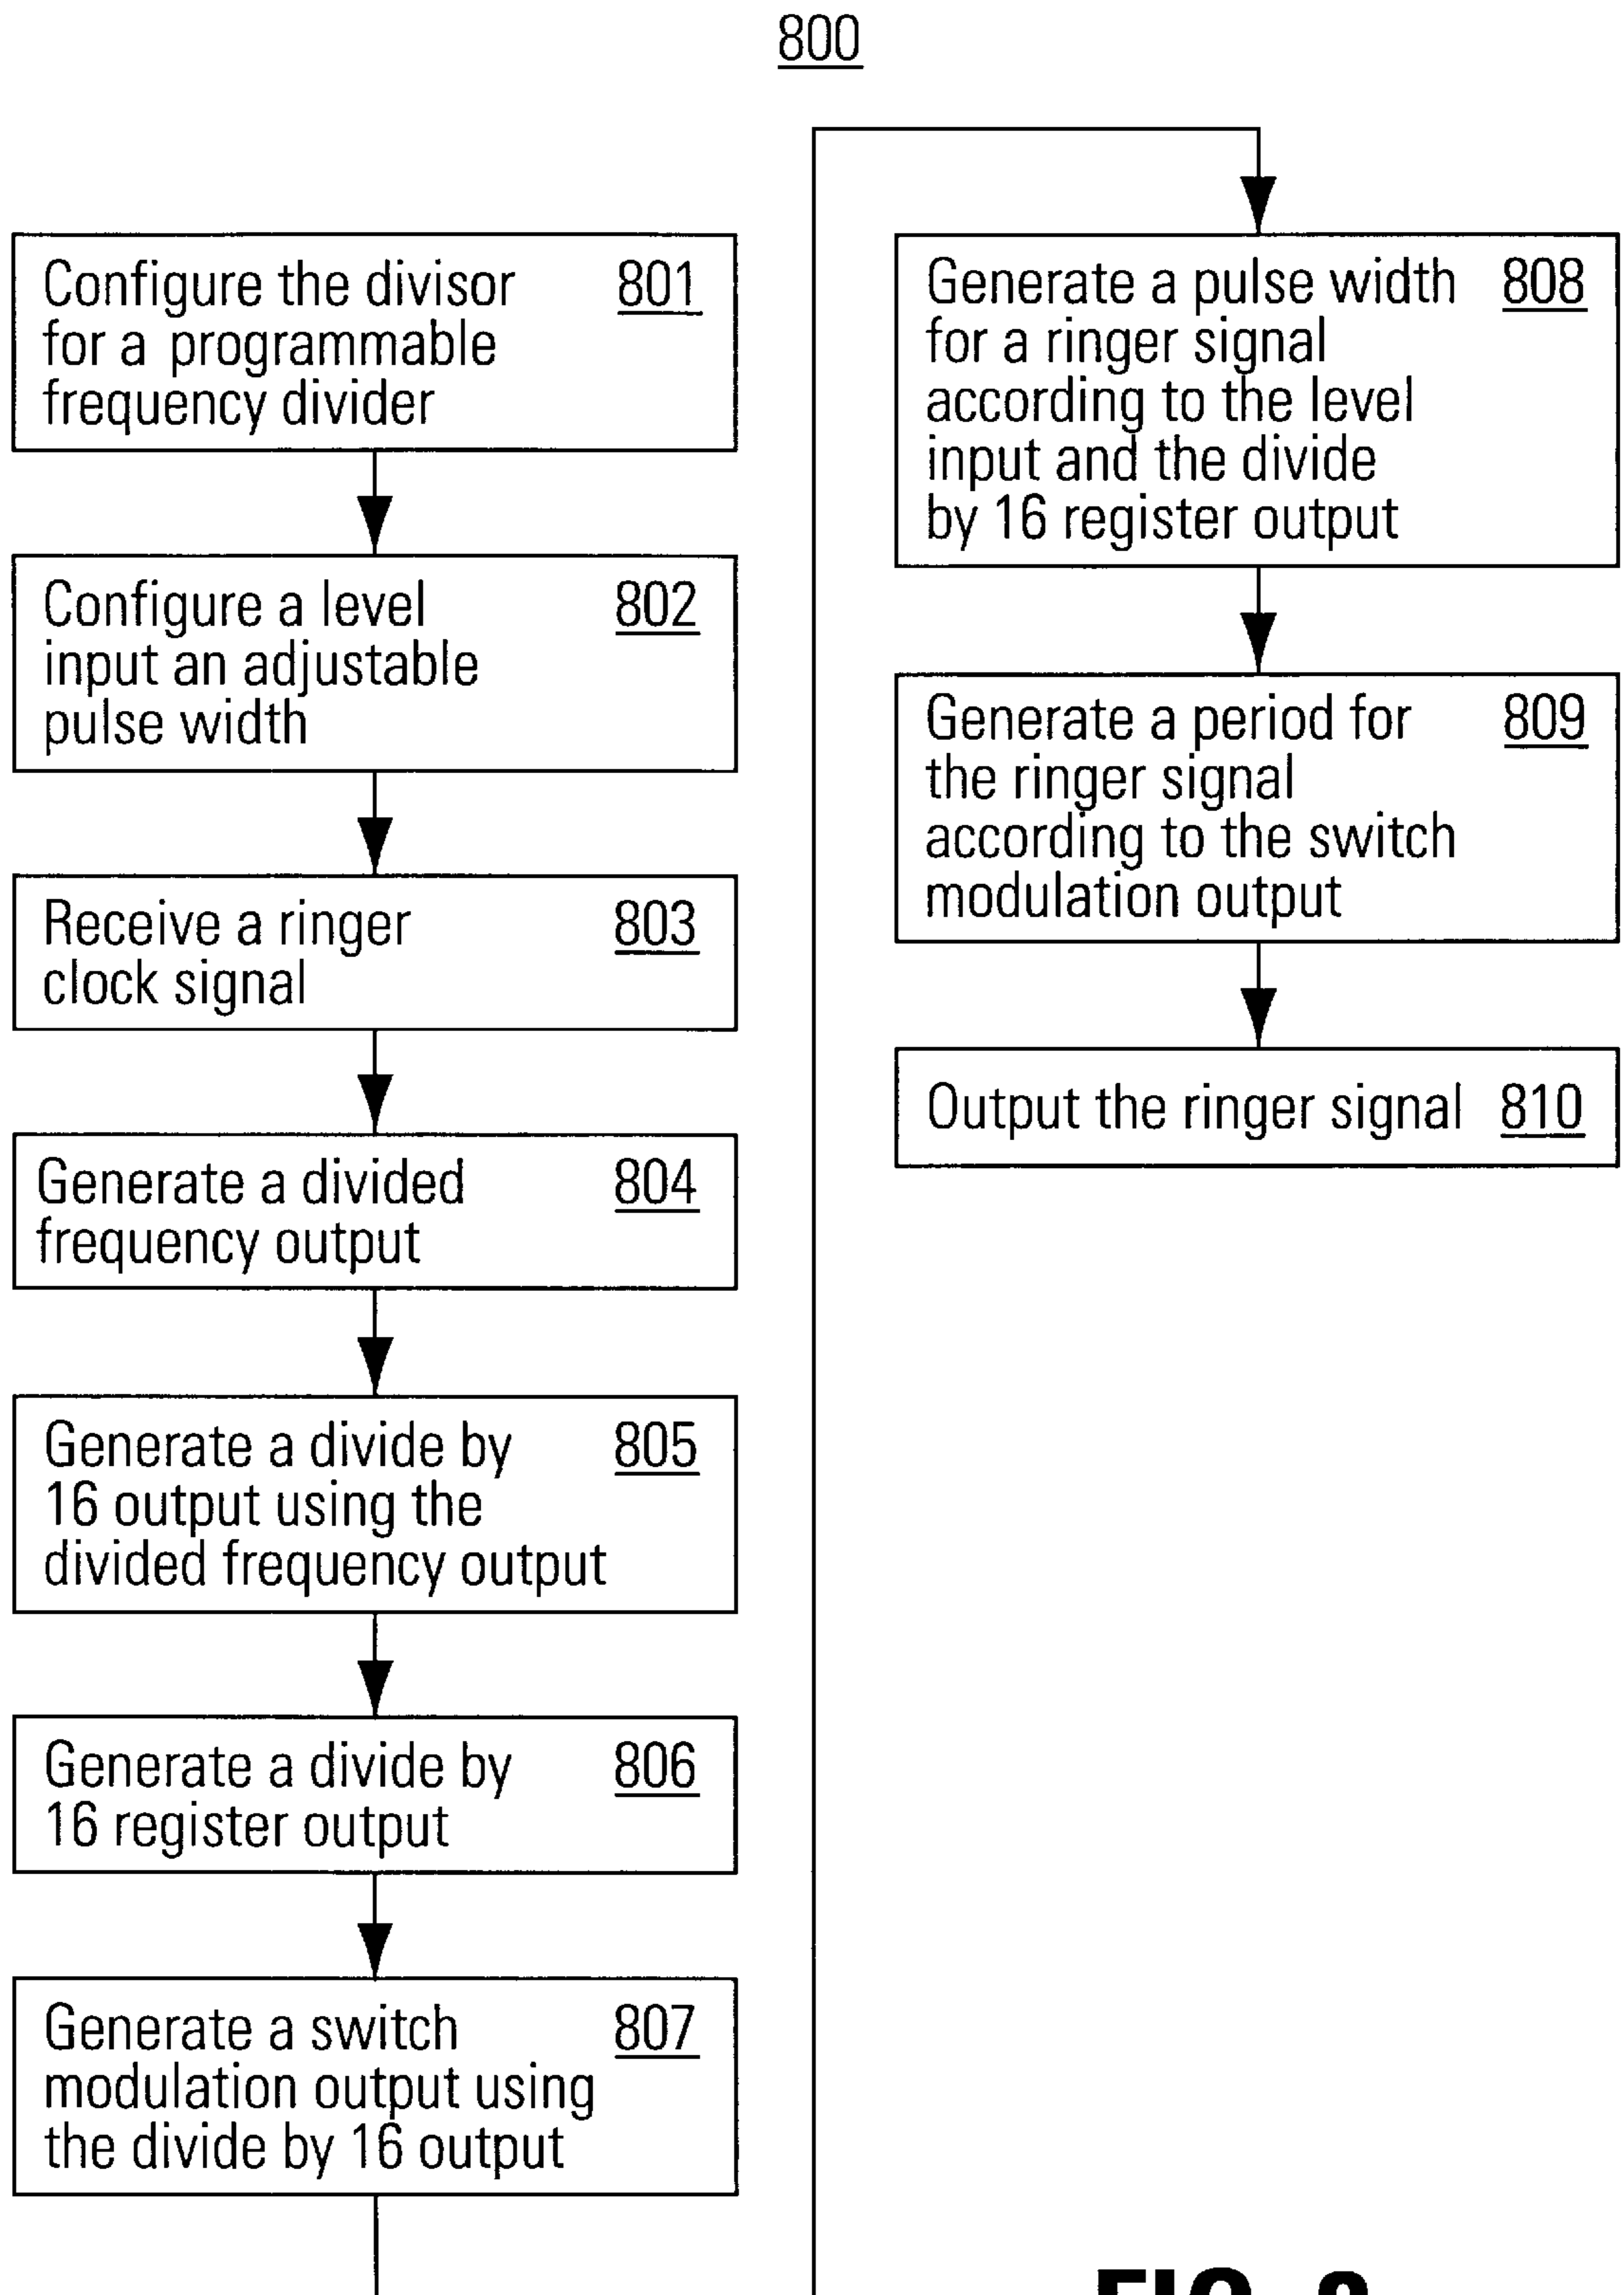 800
Configure the divisor 801
for a programmable
frequency divider
Configure a level 802
input an adjustable
pulse width
Receive a ringer 803
clock signal
Generate a divided 804
frequency output
Generate a divide by 805
16 output using the
divided frequency output
Generate a divide by 806
16 register output
Generate a switch 807
modulation output using
the divide by 16 output
Generate a pulse width 808
for a ringer signal
according to the level
input and the divide
by 16 register output
Generate a period for 809
the ringer signal
according to the switch
modulation output
Output the ringer signal 810
FIG.